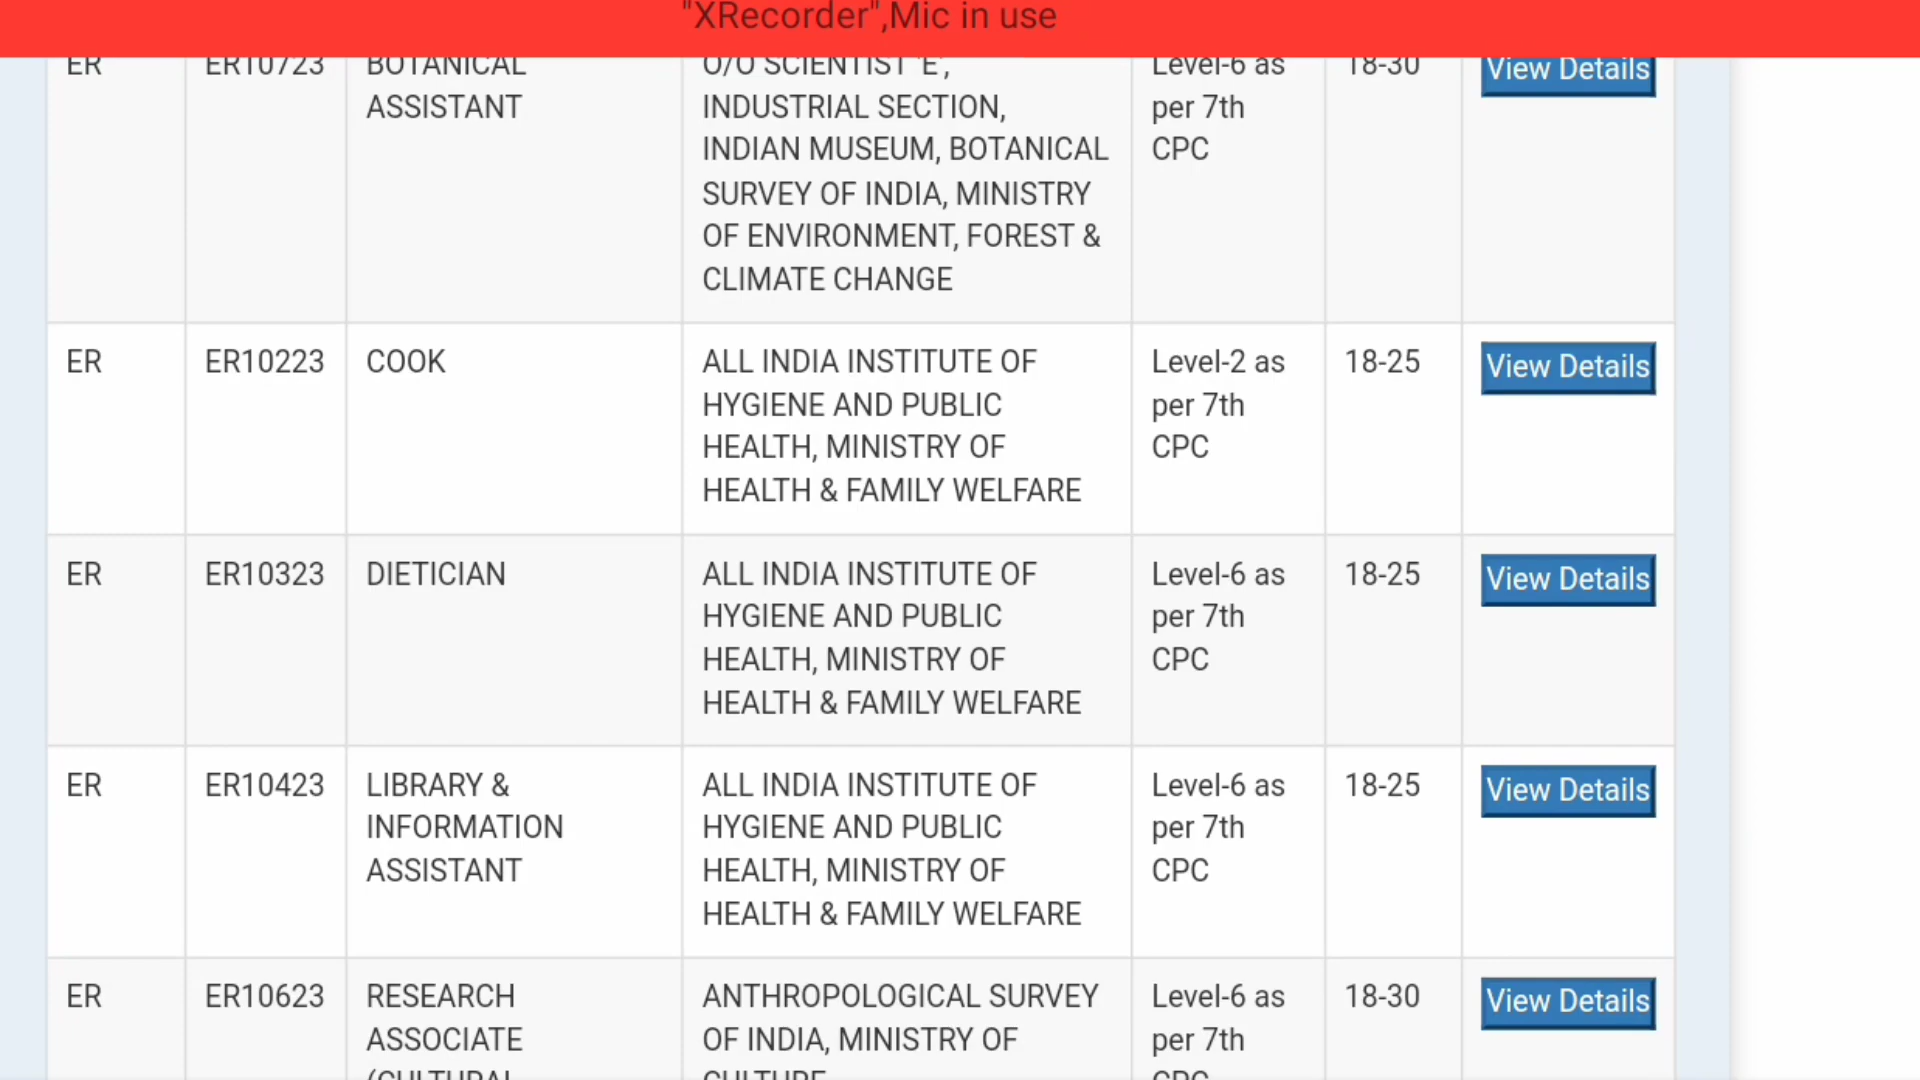 "XRecorder",Mic in use
ER ER10723 BOTANICAL O/O SCIENTIST 'E', Level-6 as 18-30 View Details
ASSISTANT INDUSTRIAL SECTION, per 7th
INDIAN MUSEUM, BOTANICAL CPC
SURVEY OF INDIA, MINISTRY
OF ENVIRONMENT, FOREST &
CLIMATE CHANGE
ER ER10223 COOK ALL INDIA INSTITUTE OF Level-2 as 18-25 View Details
HYGIENE AND PUBLIC per 7th
HEALTH, MINISTRY OF CPC
HEALTH & FAMILY WELFARE
ER ER10323 DIETICIAN ALL INDIA INSTITUTE OF Level-6 as 18-25 View Details
HYGIENE AND PUBLIC per 7th
HEALTH, MINISTRY OF CPC
HEALTH & FAMILY WELFARE
ER ER10423 LIBRARY & ALL INDIA INSTITUTE OF Level-6 as 18-25 View Details
INFORMATION HYGIENE AND PUBLIC per 7th
ASSISTANT HEALTH, MINISTRY OF CPC
HEALTH & FAMILY WELFARE
ER ER10623 RESEARCH ANTHROPOLOGICAL SURVEY Level-6 as 18-30 View Details
ASSOCIATE OF INDIA, MINISTRY OF per 7th
(CULTURAL CULTURE CPC